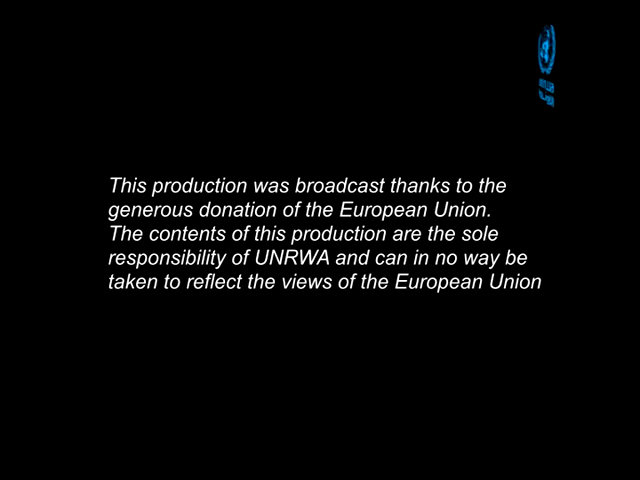 This production was broadcast thanks to the
generous donation of the European Union.
The contents of this production are the sole
responsibility of UNRWA and can in no way be
taken to reflect the views of the European Union